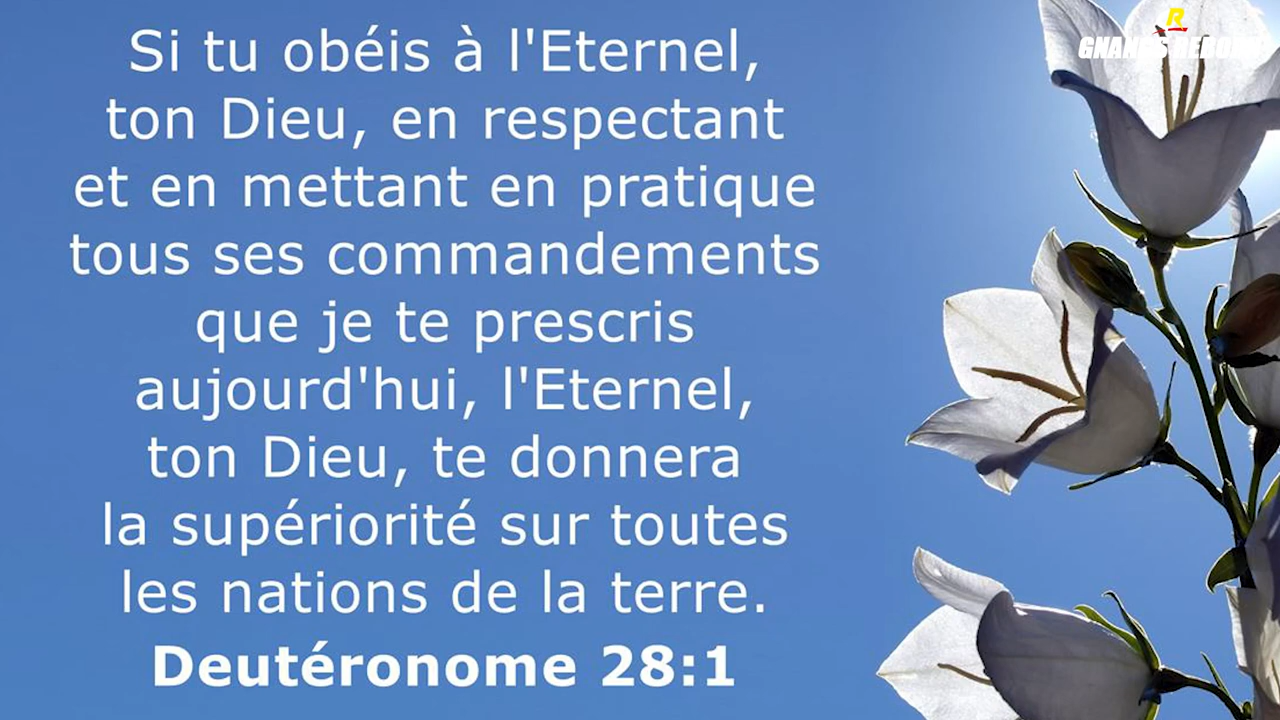 Si tu obéis à l'Eternel,
ton Dieu, en respectant
et en mettant en pratique
tous ses commandements
que je te prescris
aujourd'hui, l'Eternel,
ton Dieu, te donnera
la supériorité sur toutes
les nations de la terre.
Deutéronome 28:1
R